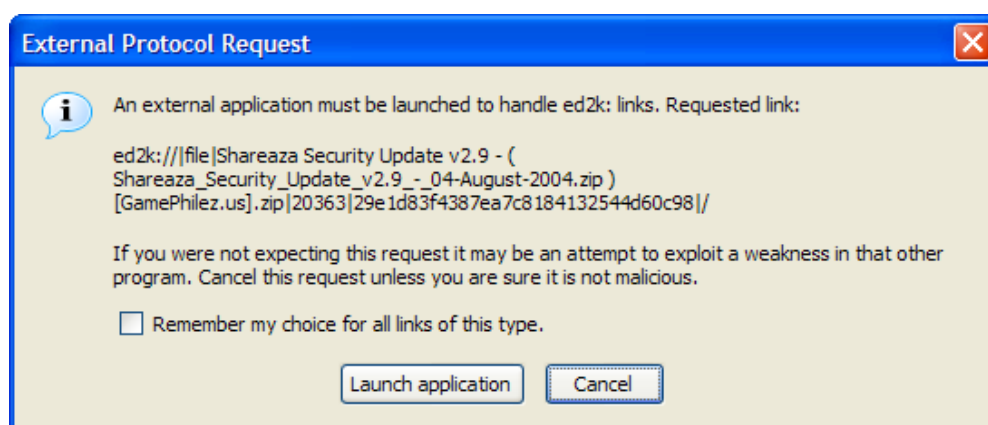 External Protocol Request
An external application must be launched to handle ed2k: links. Requested link:
ed2k://|file|Shareaza Security Update v2.9 - (
Shareaza_Security_Update_v2.9_-_04-August-2004.zip )
[GamePhilez.us].zip|20363|29e1d83f4387ea7c8184132544d60c98|/
If you were not expecting this request it may be an attempt to exploit a weakness in that other
program. Cancel this request unless you are sure it is not malicious.
Remember my choice for all links of this type.
Launch application
Cancel